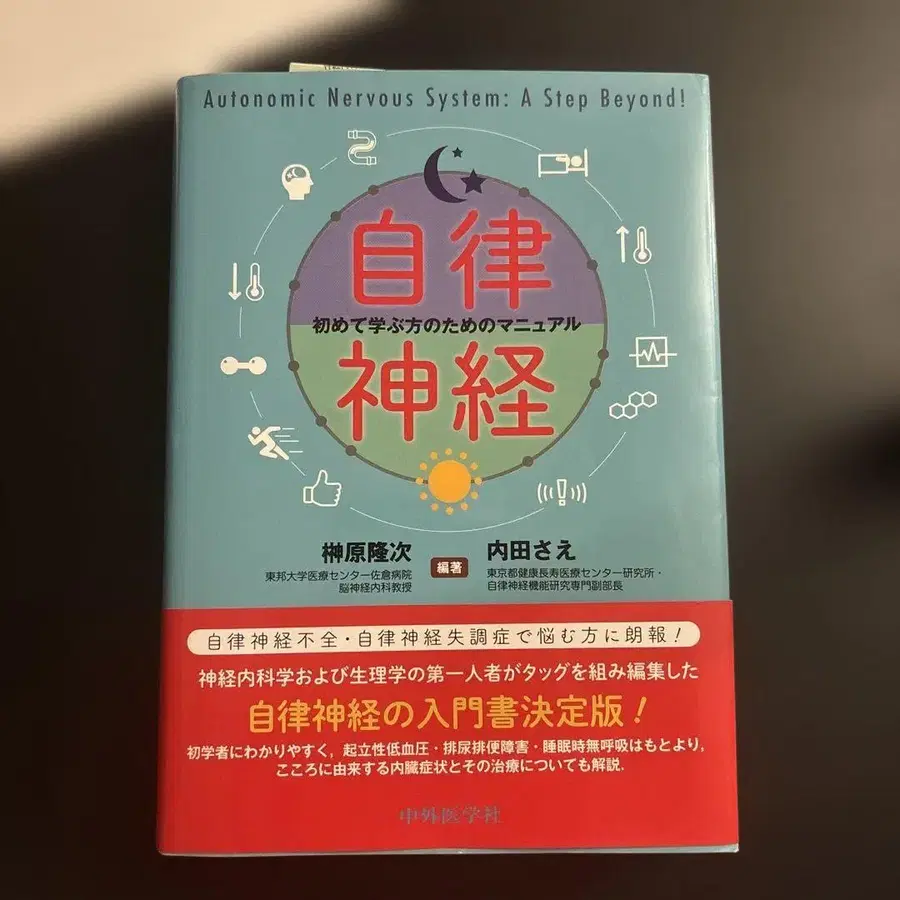 Autonomic Nervous System: A Step Beyond!
自律
初めて学ぶ方のためのマニュアル
神経
榊原隆次
東邦大学医療センター佐倉病院
脳神経内科教授
編著
内田さえ
東京都健康長寿医療センター研究所・
自律神経機能研究専門副部長
自律神経不全・自律神経失調症で悩む方に朗報！
神経内科学および生理学の第一人者がタッグを組み編集した
自律神経の入門書決定版！
初学者にわかりやすく，起立性低血圧・排尿排便障害・睡眠時無呼吸はもとより，
こころに由来する内臓症状とその治療についても解説．
中外医学社